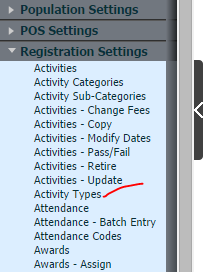 Population Settings
POS Settings
Registration Settings
Activities
Activity Categories
Activity Sub-Categories
Activities - Change Fees
Activities - Copy
Activities - Modify Dates
Activities - Pass/Fail
Activities - Retire
Activities - Update
Activity Types
Attendance
Attendance - Batch Entry
Attendance Codes
Awards
Awards - Assign